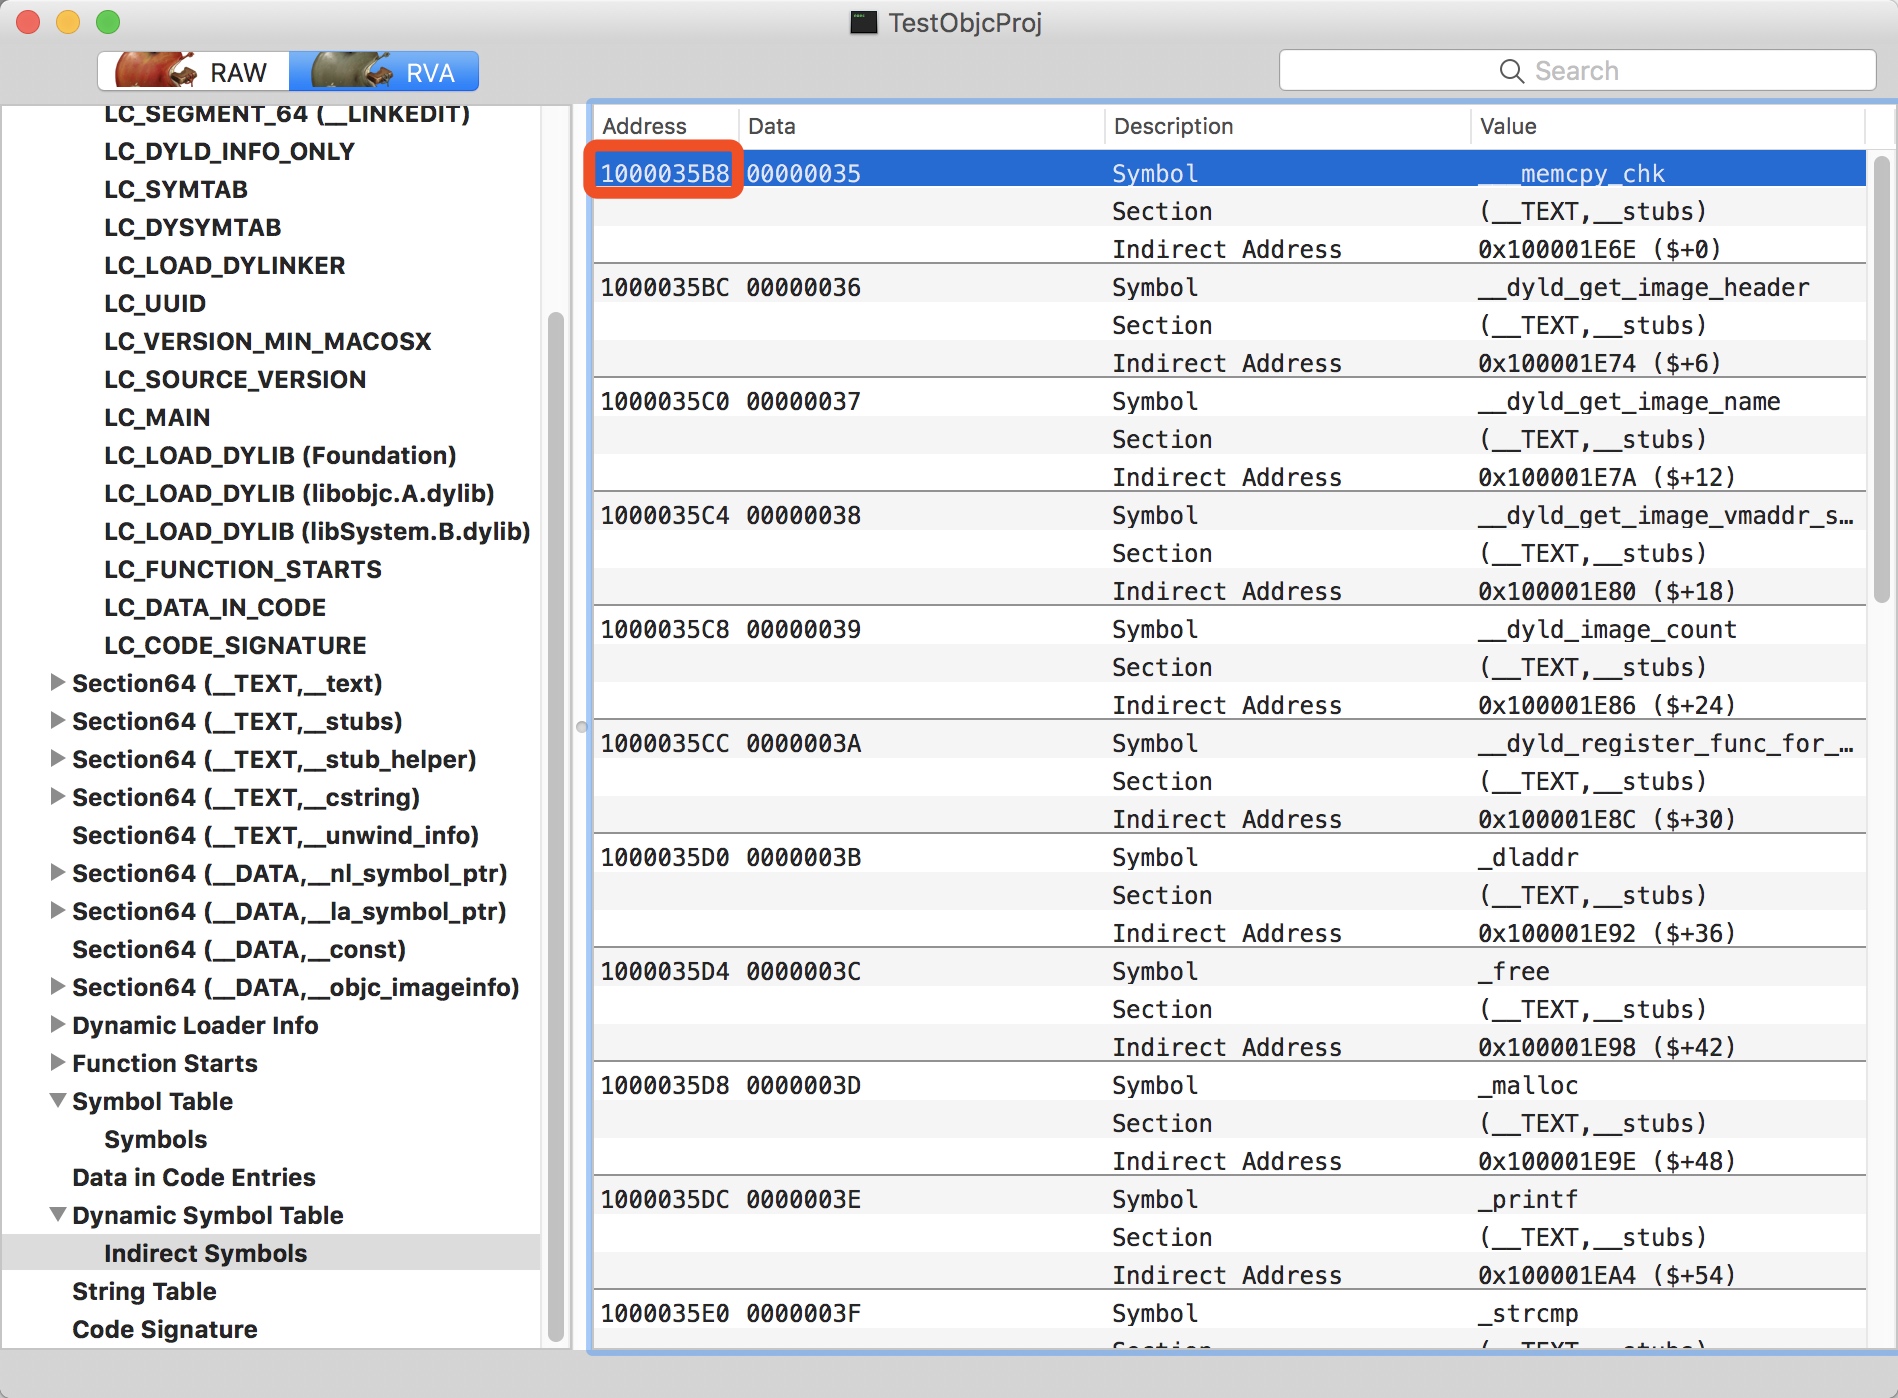 TestObjcProj
RAW
RVA
Search
LC_SEGMENT_64 (__LINKEDIT)
LC_DYLD_INFO_ONLY
LC_SYMTAB
LC_DYSYMTAB
LC_LOAD_DYLINKER
LC_UUID
LC_VERSION_MIN_MACOSX
LC_SOURCE_VERSION
LC_MAIN
LC_LOAD_DYLIB (Foundation)
LC_LOAD_DYLIB (libobjc.A.dylib)
LC_LOAD_DYLIB (libSystem.B.dylib)
LC_FUNCTION_STARTS
LC_DATA_IN_CODE
LC_CODE_SIGNATURE
Section64 (__TEXT,__text)
Section64 (__TEXT,__stubs)
Section64 (__TEXT,__stub_helper)
Section64 (__TEXT,__cstring)
Section64 (__TEXT,__unwind_info)
Section64 (__DATA,__nl_symbol_ptr)
Section64 (__DATA,__la_symbol_ptr)
Section64 (__DATA,__const)
Section64 (__DATA,__objc_imageinfo)
Dynamic Loader Info
Function Starts
Symbol Table
Symbols
Data in Code Entries
Dynamic Symbol Table
Indirect Symbols
String Table
Code Signature
Address Data Description Value
1000035B8 00000035 Symbol ___memcpy_chk
Section (__TEXT,__stubs)
Indirect Address 0x100001E6E ($+0)
1000035BC 00000036 Symbol __dyld_get_image_header
Section (__TEXT,__stubs)
Indirect Address 0x100001E74 ($+6)
1000035C0 00000037 Symbol __dyld_get_image_name
Section (__TEXT,__stubs)
Indirect Address 0x100001E7A ($+12)
1000035C4 00000038 Symbol __dyld_get_image_vmaddr_s…
Section (__TEXT,__stubs)
Indirect Address 0x100001E80 ($+18)
1000035C8 00000039 Symbol __dyld_image_count
Section (__TEXT,__stubs)
Indirect Address 0x100001E86 ($+24)
1000035CC 0000003A Symbol __dyld_register_func_for_…
Section (__TEXT,__stubs)
Indirect Address 0x100001E8C ($+30)
1000035D0 0000003B Symbol _dladdr
Section (__TEXT,__stubs)
Indirect Address 0x100001E92 ($+36)
1000035D4 0000003C Symbol _free
Section (__TEXT,__stubs)
Indirect Address 0x100001E98 ($+42)
1000035D8 0000003D Symbol _malloc
Section (__TEXT,__stubs)
Indirect Address 0x100001E9E ($+48)
1000035DC 0000003E Symbol _printf
Section (__TEXT,__stubs)
Indirect Address 0x100001EA4 ($+54)
1000035E0 0000003F Symbol _strcmp
Section (__TEXT,__stubs)